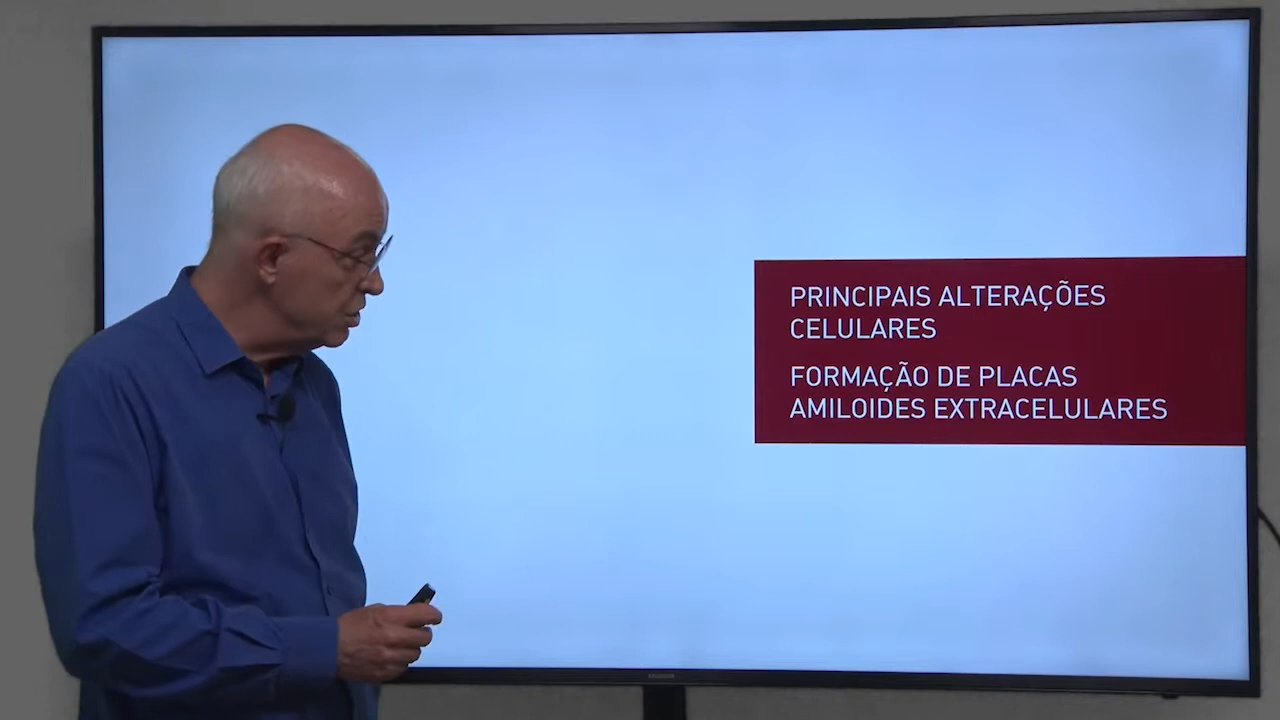 PRINCIPAIS ALTERAÇÕES
CELULARES
FORMAÇÃO DE PLACAS
AMILOIDES EXTRACELULARES